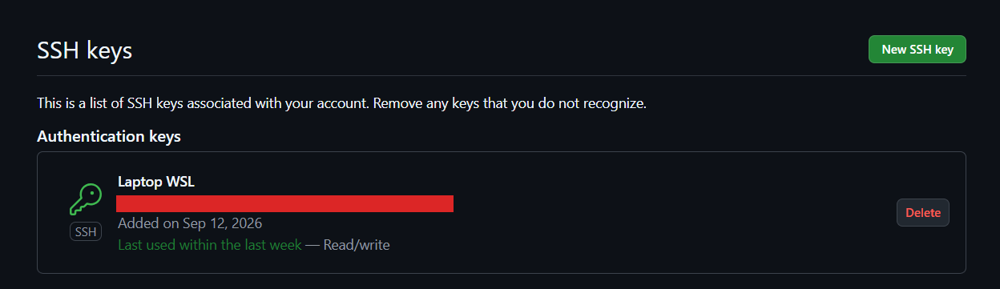 SSH keys
New SSH key
This is a list of SSH keys associated with your account. Remove any keys that you do not recognize.
Authentication keys
Laptop WSL
SSH
Added on Sep 12, 2026
Last used within the last week — Read/write
Delete